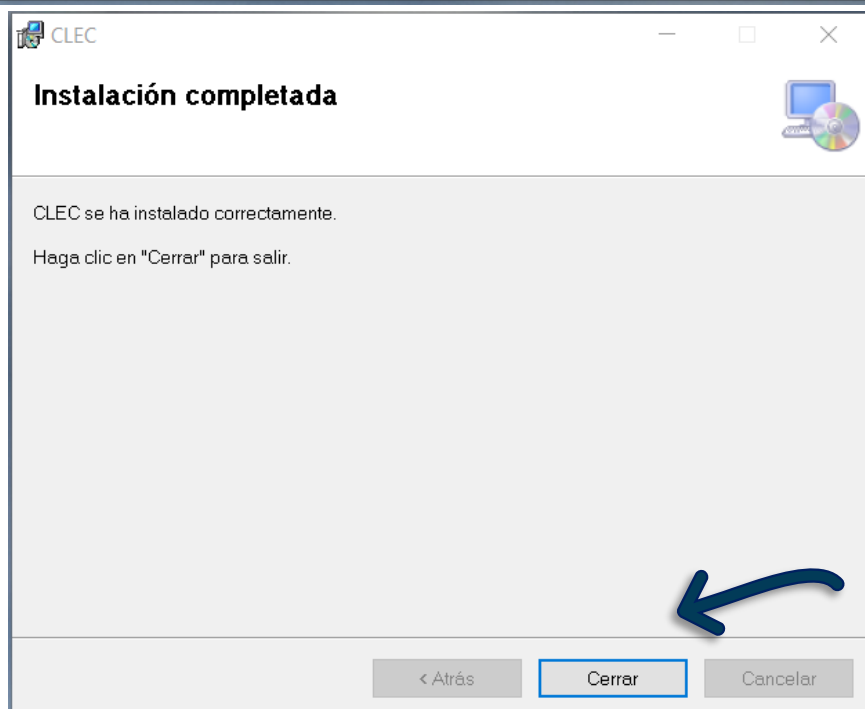 CLEC
Instalación completada
CLEC se ha instalado correctamente.
Haga clic en "Cerrar" para salir.
< Atrás
Cerrar
Cancelar